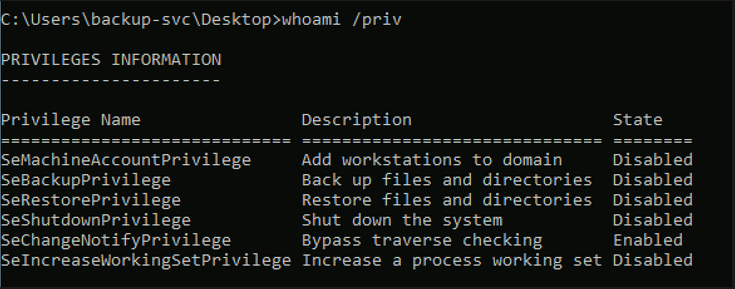 C:\Users\backup-svc\Desktop>whoami /priv
PRIVILEGES INFORMATION
----------------------
Privilege Name                Description                    State
============================= ============================== ========
SeMachineAccountPrivilege     Add workstations to domain     Disabled
SeBackupPrivilege             Back up files and directories  Disabled
SeRestorePrivilege            Restore files and directories  Disabled
SeShutdownPrivilege           Shut down the system           Disabled
SeChangeNotifyPrivilege       Bypass traverse checking       Enabled
SeIncreaseWorkingSetPrivilege Increase a process working set Disabled